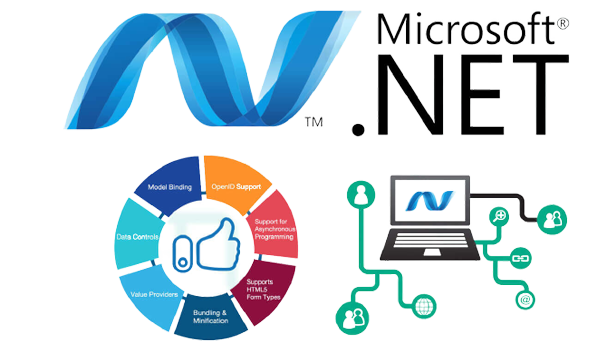 Microsoft®
.NET
TM
Model Binding
OpenID Support
Support for
Asynchronous
Programming
Supports
HTML5
Form Types
Bundling &
Minification
Value Providers
Data Controls
@